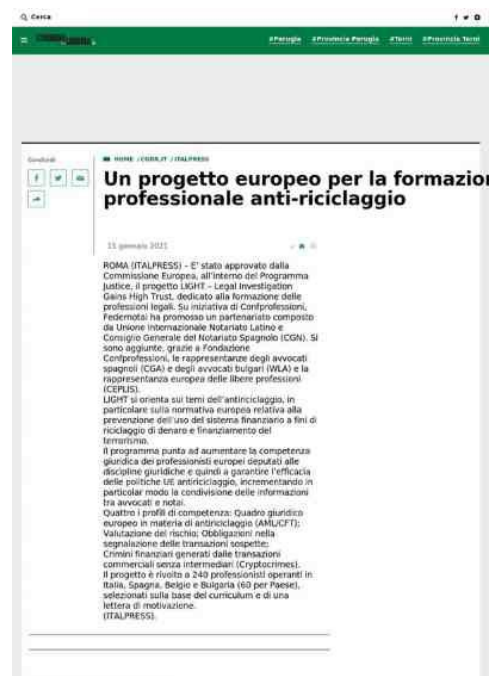 Cerca
#Perugia #Provincia Perugia #Terni #Provincia Terni
Condividi
HOME /CORR.IT /ITALPRESS
Un progetto europeo per la formazion
professionale anti-riciclaggio
11 gennaio 2021
ROMA (ITALPRESS) – E' stato approvato dalla
Commissione Europea, all'interno del Programma
Justice, il progetto LIGHT – Legal Investigation
Gains High Trust, dedicato alla formazione delle
professioni legali. Su iniziativa di Confprofessioni,
Federnotai ha promosso un partenariato composto
da Unione Internazionale Notariato Latino e
Consiglio Generale del Notariato Spagnolo (CGN). Si
sono aggiunte, grazie a Fondazione
Confprofessioni, le rappresentanze degli avvocati
spagnoli (CGA) e degli avvocati bulgari (WLA) e la
rappresentanza europea delle libere professioni
(CEPLIS).
LIGHT si orienta sui temi dell'antiriciclaggio, in
particolare sulla normativa europea relativa alla
prevenzione dell'uso del sistema finanziario a fini di
riciclaggio di denaro e finanziamento del
terrorismo.
Il programma punta ad aumentare la competenza
giuridica dei professionisti europei deputati alle
discipline giuridiche e quindi a garantire l'efficacia
delle politiche UE antiriciclaggio, incrementando in
particolar modo la condivisione delle informazioni
tra avvocati e notai.
Quattro i profili di competenza: Quadro giuridico
europeo in materia di antiriciclaggio (AML/CFT);
Valutazione del rischio; Obbligazioni nella
segnalazione delle transazioni sospette;
Crimini finanziari generati dalle transazioni
commerciali senza intermediari (Cryptocrimes).
Il progetto è rivolto a 240 professionisti operanti in
Italia, Spagna, Belgio e Bulgaria (60 per Paese),
selezionati sulla base del curriculum e di una
lettera di motivazione.
(ITALPRESS).